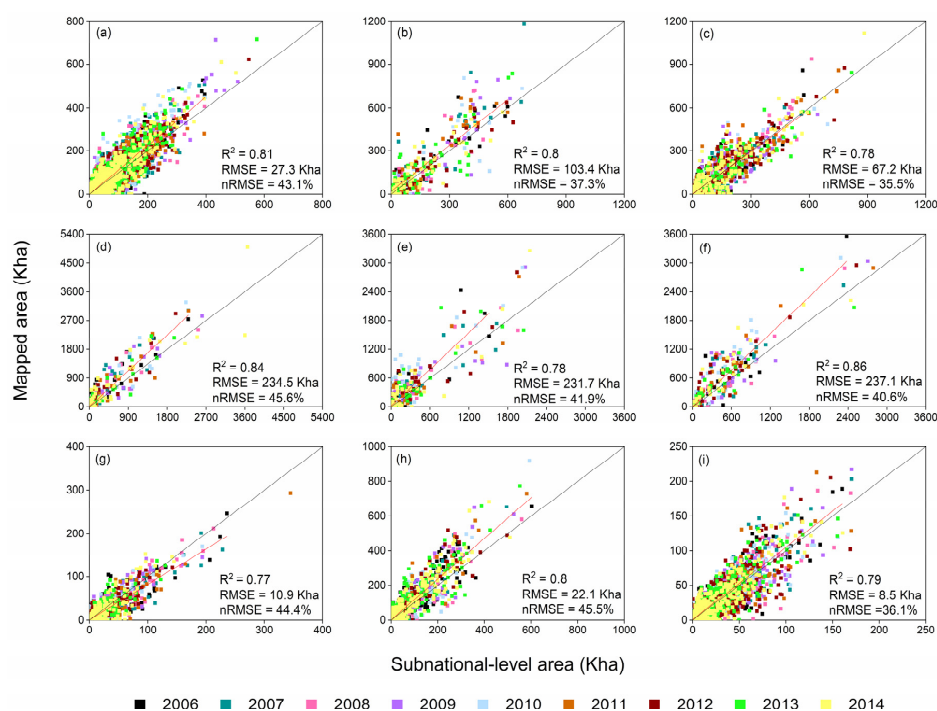 800
600
400
200
0
0 200 400 600 800
(a)
R² = 0.81
RMSE = 27.3 Kha
nRMSE = 43.1%
1200
900
600
300
0
0 300 600 900 1200
(b)
R² = 0.8
RMSE = 103.4 Kha
nRMSE = 37.3%
1200
900
600
300
0
0 300 600 900 1200
(c)
R² = 0.78
RMSE = 67.2 Kha
nRMSE = 35.5%
Mapped area (Kha)
5400
4500
3600
2700
1800
900
0
0 900 1800 2700 3600 4500 5400
(d)
R² = 0.84
RMSE = 234.5 Kha
nRMSE = 45.6%
3600
3000
2400
1800
1200
600
0
0 600 1200 1800 2400 3000 3600
(e)
R² = 0.78
RMSE = 231.7 Kha
nRMSE = 41.9%
3600
3000
2400
1800
1200
600
0
0 600 1200 1800 2400 3000 3600
(f)
R² = 0.86
RMSE = 237.1 Kha
nRMSE = 40.6%
400
300
200
100
0
0 100 200 300 400
(g)
R² = 0.77
RMSE = 10.9 Kha
nRMSE = 44.4%
1000
800
600
400
200
0
0 200 400 600 800 1000
(h)
R² = 0.8
RMSE = 22.1 Kha
nRMSE = 45.5%
250
200
150
100
50
0
0 50 100 150 200 250
(i)
R² = 0.79
RMSE = 8.5 Kha
nRMSE =36.1%
Subnational-level area (Kha)
2006 2007 2008 2009 2010 2011 2012 2013 2014